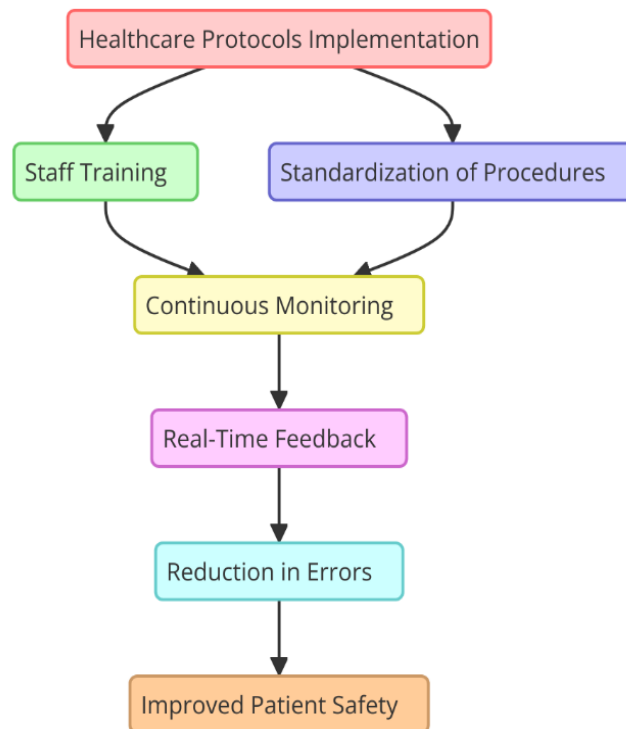 Healthcare Protocols Implementation
Staff Training
Standardization of Procedures
Continuous Monitoring
Real-Time Feedback
Reduction in Errors
Improved Patient Safety